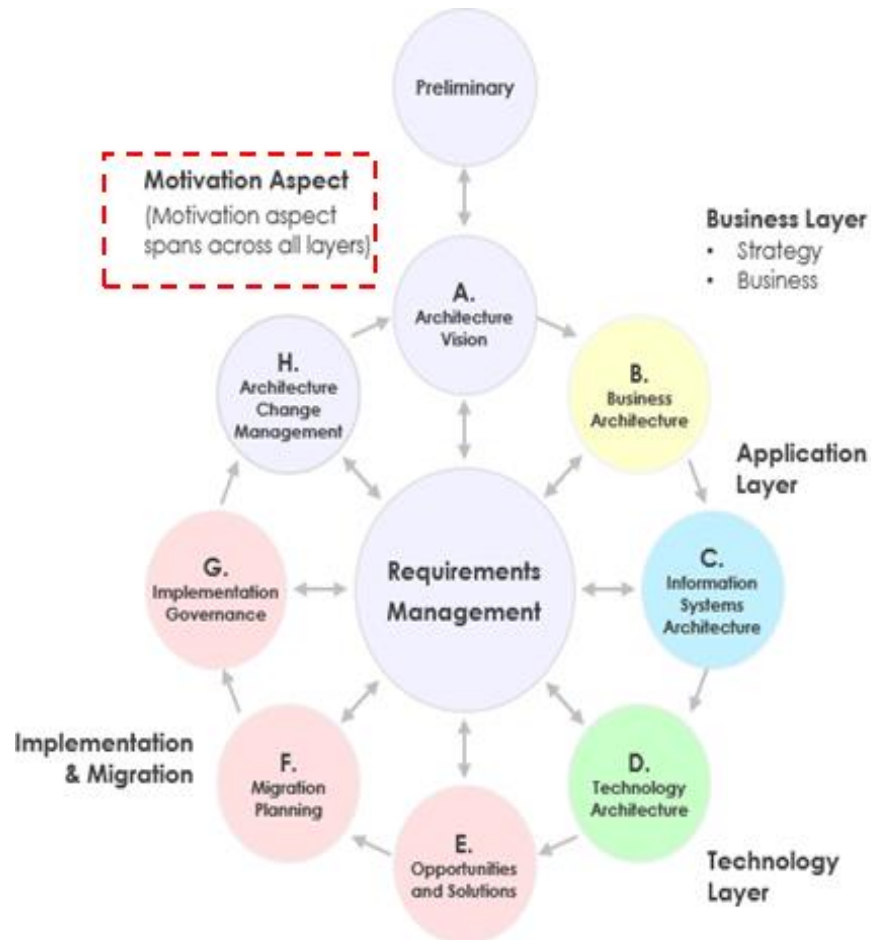 Preliminary
Motivation Aspect
(Motivation aspect
spans across all layers)
Business Layer
• Strategy
• Business
A.
Architecture
Vision
H.
Architecture
Change
Management
B.
Business
Architecture
Application
Layer
G.
Implementation
Governance
Requirements
Management
C.
Information
Systems
Architecture
Implementation
& Migration
F.
Migration
Planning
D.
Technology
Architecture
E.
Opportunities
and Solutions
Technology
Layer